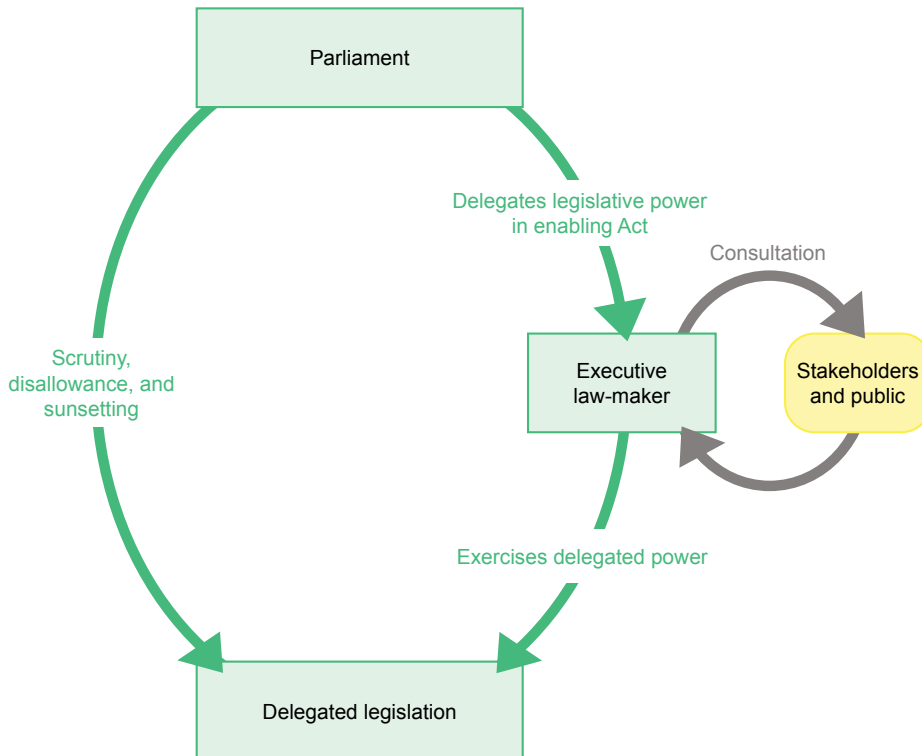 Parliament
Delegates legislative power
in enabling Act
Consultation
Scrutiny,
disallowance, and
sunsetting
Executive
law-maker
Stakeholders
and public
Exercises delegated power
Delegated legislation